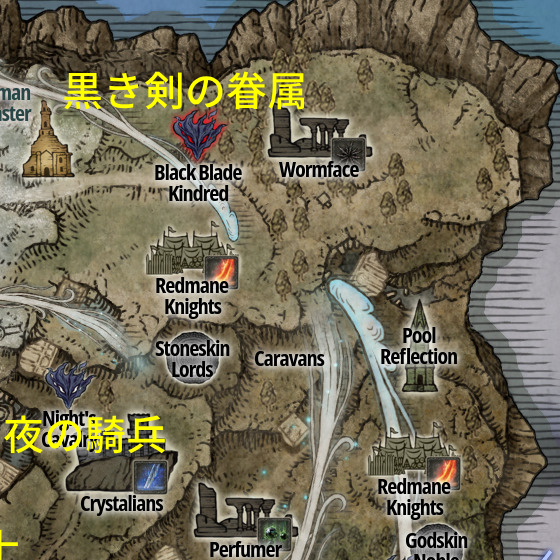 黒き剣の眷属
man
ster
Black Blade
Kindred
Wormface
Redmane
Knights
Stoneskin
Lords
Caravans
Pool
Reflection
Night's
夜の騎兵
Crystalians
Redmane
Knights
Perfumer
Godskin
Noble